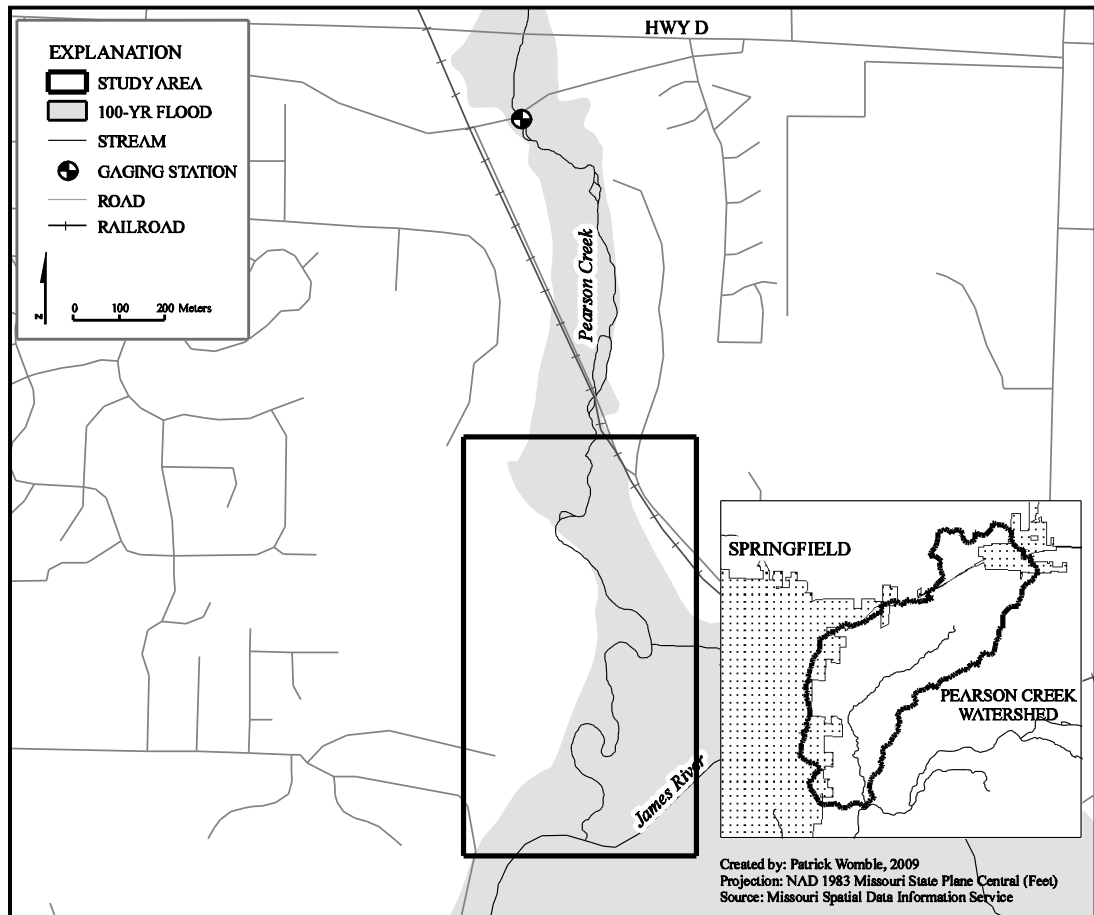 HWY D
EXPLANATION
STUDY AREA
100-YR FLOOD
STREAM
GAGING STATION
ROAD
RAILROAD
N
0 100 200 Meters
Pearson Creek
James River
SPRINGFIELD
PEARSON CREEK
WATERSHED
Created by: Patrick Womble, 2009
Projection: NAD 1983 Missouri State Plane Central (Feet)
Source: Missouri Spatial Data Information Service